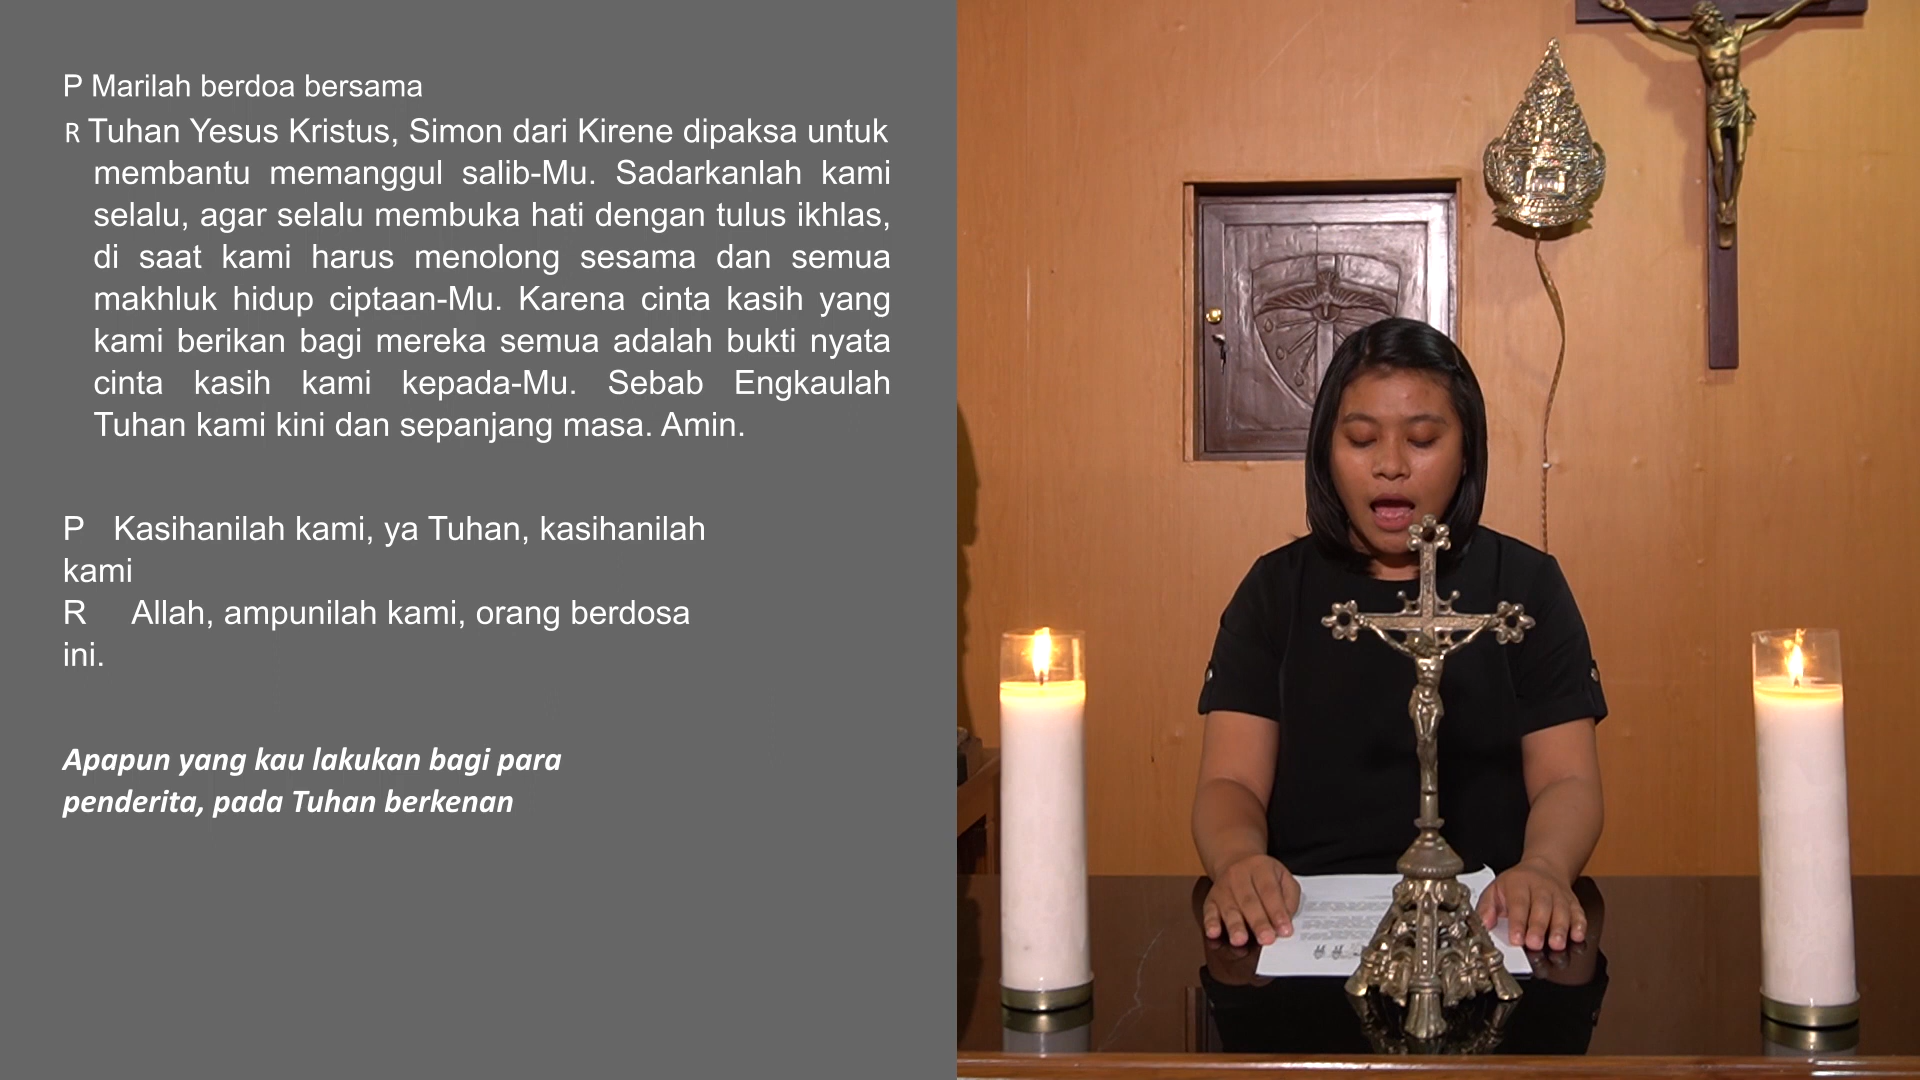 P Marilah berdoa bersama
R Tuhan Yesus Kristus, Simon dari Kirene dipaksa untuk
membantu memanggul salib-Mu. Sadarkanlah kami
selalu, agar selalu membuka hati dengan tulus ikhlas,
di saat kami harus menolong sesama dan semua
makhluk hidup ciptaan-Mu. Karena cinta kasih yang
kami berikan bagi mereka semua adalah bukti nyata
cinta kasih kami kepada-Mu. Sebab Engkaulah
Tuhan kami kini dan sepanjang masa. Amin.
P Kasihanilah kami, ya Tuhan, kasihanilah
kami
R Allah, ampunilah kami, orang berdosa
ini.
Apapun yang kau lakukan bagi para
penderita, pada Tuhan berkenan